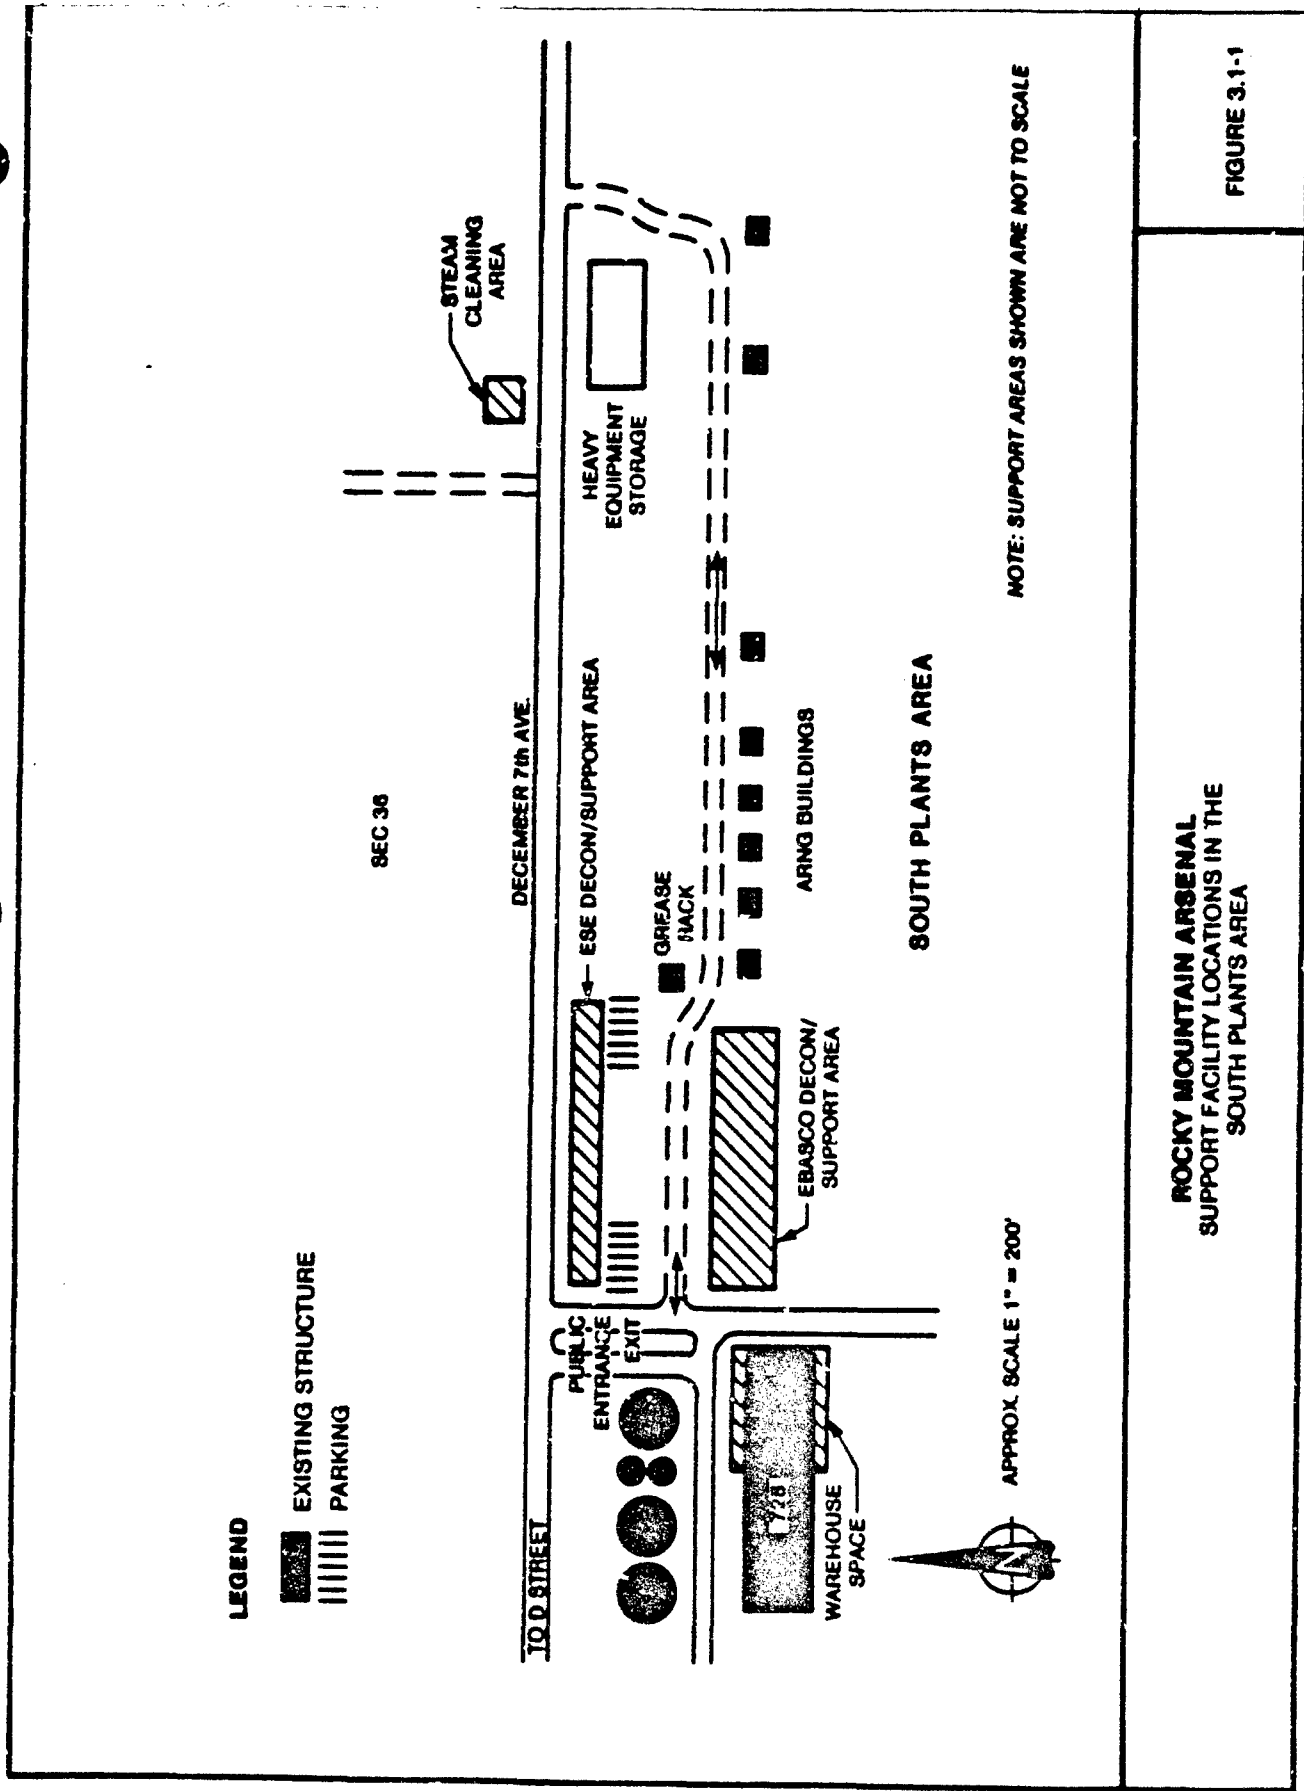 LEGEND
EXISTING STRUCTURE
PARKING
SEC 36
STEAM
CLEANING
AREA
TO D STREET
DECEMBER 7th AVE.
PUBLIC
ENTRANCE
EXIT
ESE DECON/SUPPORT AREA
HEAVY
EQUIPMENT
STORAGE
GREASE
RACK
728
WAREHOUSE
SPACE
EBASCO DECON/
SUPPORT AREA
ARNG BUILDINGS
SOUTH PLANTS AREA
N
APPROX. SCALE 1" = 200'
NOTE: SUPPORT AREAS SHOWN ARE NOT TO SCALE
ROCKY MOUNTAIN ARSENAL
SUPPORT FACILITY LOCATIONS IN THE
SOUTH PLANTS AREA
FIGURE 3.1-1